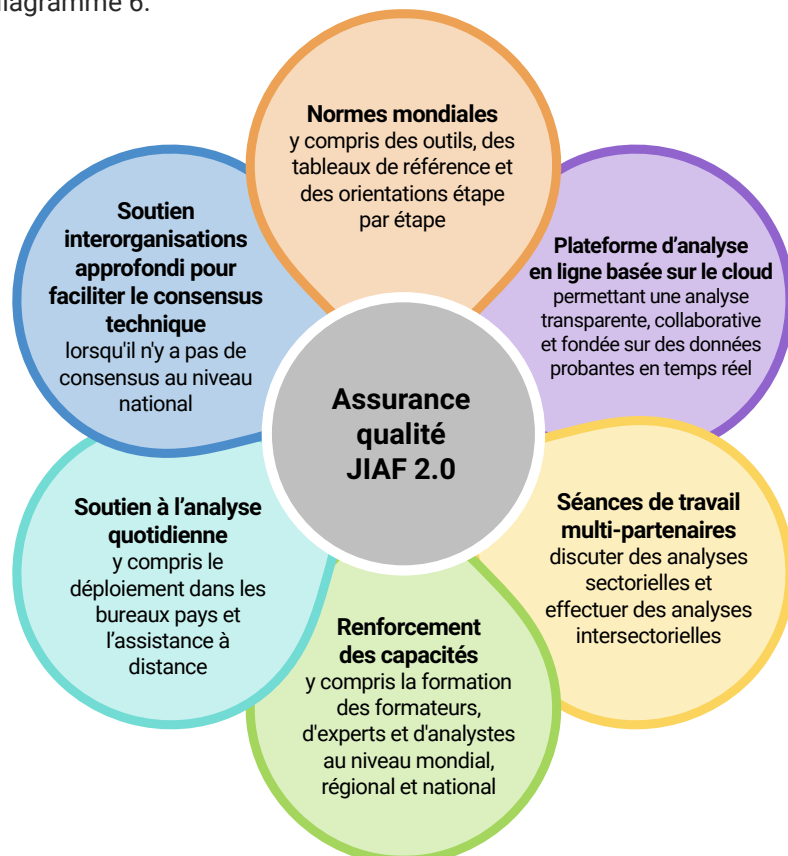 diagramme 6.
Normes mondiales
y compris des outils, des
tableaux de référence et
des orientations étape
par étape
Plateforme d’analyse
en ligne basée sur le cloud
permettant une analyse
transparente, collaborative
et fondée sur des données
probantes en temps réel
Séances de travail
multi-partenaires
discuter des analyses
sectorielles et
effectuer des analyses
intersectorielles
Renforcement
des capacités
y compris la formation
des formateurs,
d'experts et d'analystes
au niveau mondial,
régional et national
Soutien à l’analyse
quotidienne
y compris le
déploiement dans les
bureaux pays et
l’assistance à
distance
Soutien
interorganisations
approfondi pour
faciliter le consensus
technique
lorsqu'il n'y a pas de
consensus au niveau
national
Assurance
qualité
JIAF 2.0